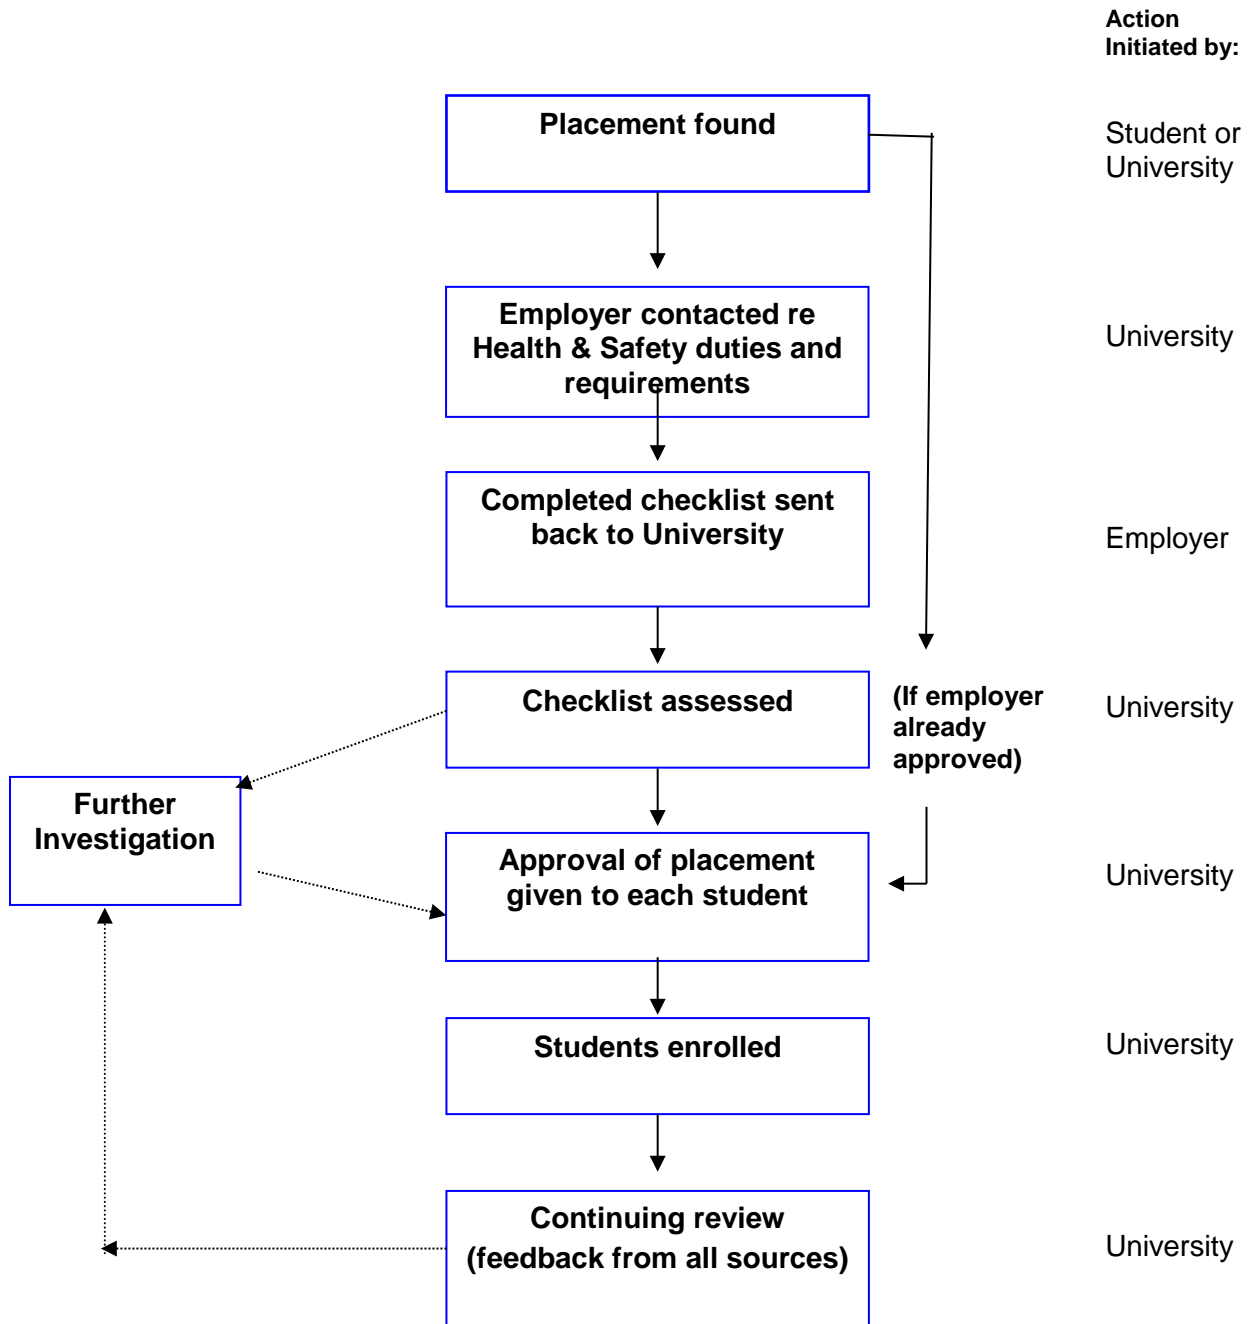 Action
Initiated by:
Placement found
Student or
University
Employer contacted re
Health & Safety duties and
requirements
University
Completed checklist sent
back to University
Employer
Checklist assessed
(If employer
already
approved)
University
Further
Investigation
Approval of placement
given to each student
University
Students enrolled
University
Continuing review
(feedback from all sources)
University